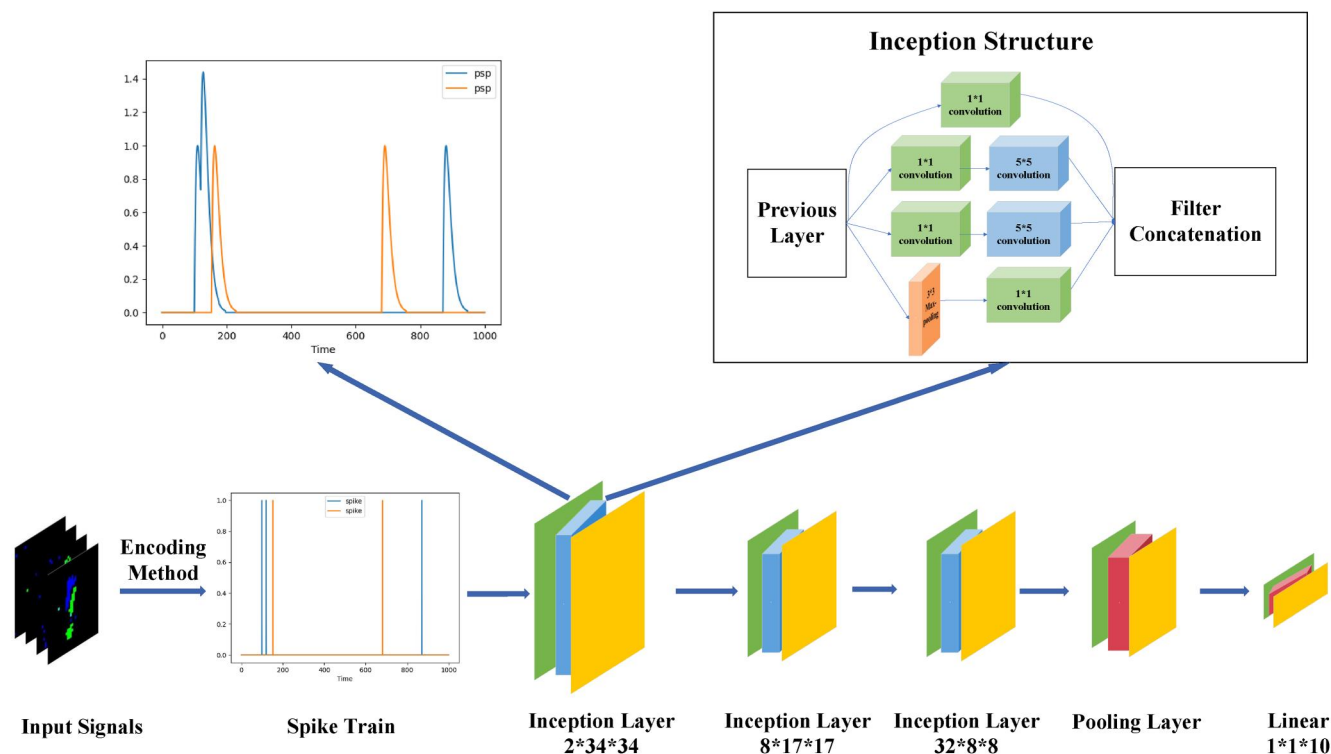 Inception Structure
1*1
convolution
1*1
convolution
5*5
convolution
Previous
Layer
1*1
convolution
5*5
convolution
Filter
Concatenation
3*3
Max-
pooling
1*1
convolution
psp
psp
1.4
1.2
1.0
0.8
0.6
0.4
0.2
0.0
0
200
400
600
800
1000
Time
Encoding
Method
spike
spike
1.0
0.8
0.6
0.4
0.2
0.0
0
200
400
600
800
1000
Time
Input Signals
Spike Train
Inception Layer
2*34*34
Inception Layer
8*17*17
Inception Layer
32*8*8
Pooling Layer
Linear
1*1*10